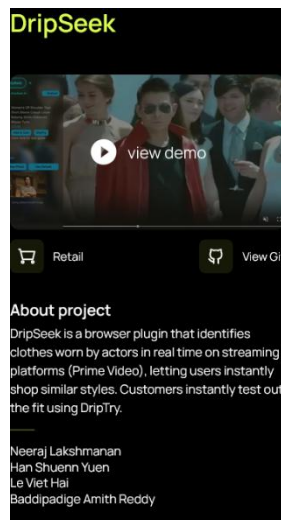 DripSeek
view demo
Retail
View Gi
About project
DripSeek is a browser plugin that identifies
clothes worn by actors in real time on streaming
platforms (Prime Video), letting users instantly
shop similar styles. Customers instantly test out
the fit using DripTry.
Neeraj Lakshmanan
Han Shuenn Yuen
Le Viet Hai
Baddipadige Amith Reddy